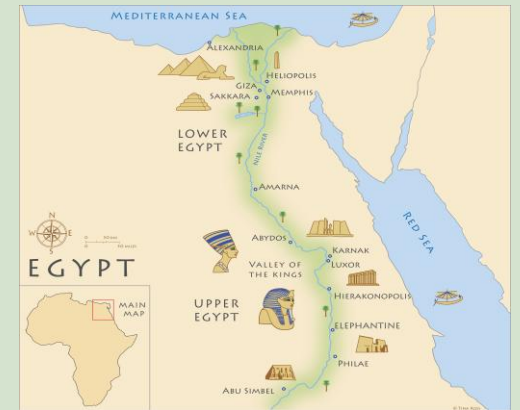 MEDITERRANEAN SEA
ALEXANDRIA
HELIOPOLIS
GIZA
SAKKARA
MEMPHIS
LOWER
EGYPT
NILE RIVER
AMARNA
RED SEA
N
W
E
S
ABYDOS
KARNAK
LUXOR
VALLEY OF
THE KINGS
EGYPT
HIERAKONOPOLIS
UPPER
EGYPT
MAIN
MAP
ELEPHANTINE
PHILAE
ABU SIMBEL